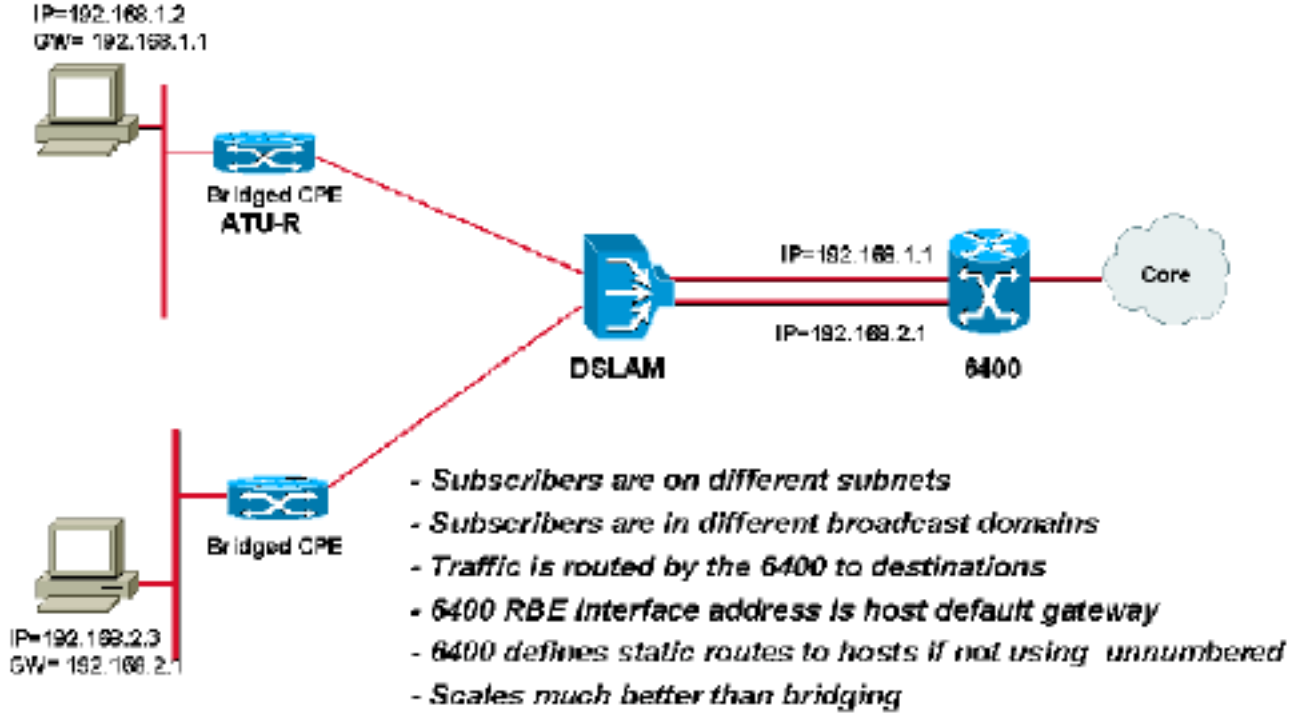 IP=192.168.1.2
GW= 192.168.1.1
Bridged CPE
ATU-R
IP=192.168.1.1
Core
IP=192.168.2.1
DSLAM
6400
Bridged CPE
IP=192.168.2.3
GW= 192.168.2.1
- Subscribers are on different subnets
- Subscribers are in different broadcast domains
- Traffic is routed by the 6400 to destinations
- 6400 RBE interface address is host default gateway
- 6400 defines static routes to hosts if not using unnumbered
- Scales much better than bridging